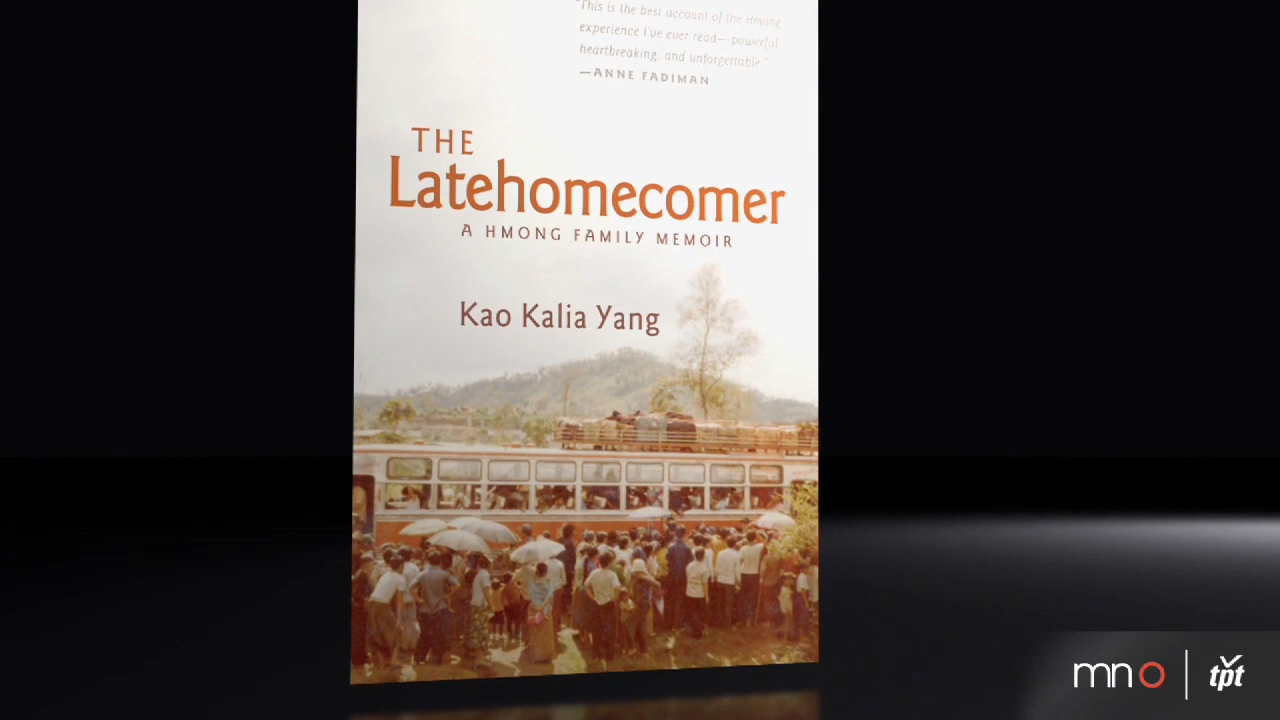 "This is the best account of the Hmong
experience I've ever read—powerful,
heartbreaking, and unforgettable."
—ANNE FADIMAN
THE
Latehomecomer
A HMONG FAMILY MEMOIR
Kao Kalia Yang
mn o
tpt